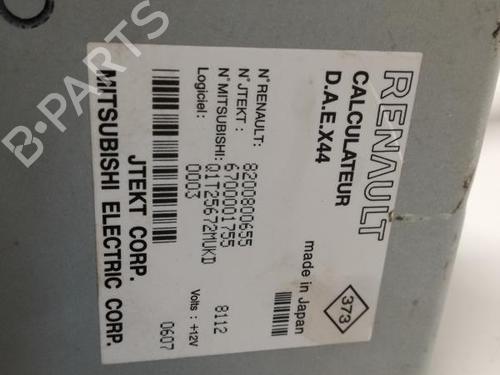 RENAULT
CALCULATEUR
D.A.E.X44
made in Japan
373
N°RENAULT: 8200800655
N°JTEKT : 6700001755
N°MITSUBISHI: Q1T25672MUKD 8112
Logiciel: 0003 Volts : +12V
JTEKT CORP. 0607
MITSUBISHI ELECTRIC CORP.
B-PARTS